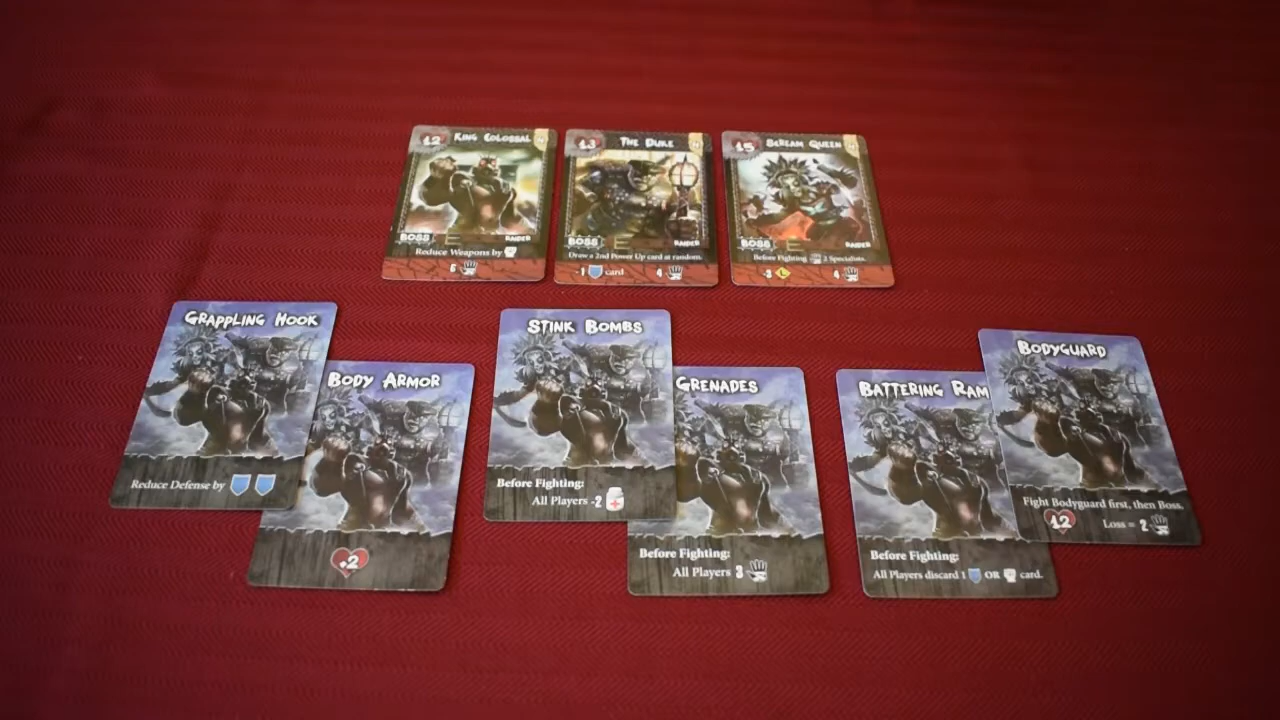 12 KING COLOSSAL
BOSS
RAIDER
Reduce Weapons by
6
13 THE DUKE
BOSS
RAIDER
Draw a 2nd Power Up card at random.
-1 card 4
15 SCREAM QUEEN
BOSS
RAIDER
Before Fighting 2 Specialists.
-3 L 4
GRAPPLING HOOK
Reduce Defense by
BODY ARMOR
+2
STINK BOMBS
Before Fighting:
All Players -2
GRENADES
Before Fighting:
All Players 3
BATTERING RAM
Before Fighting:
All Players discard 1 OR card.
BODYGUARD
Fight Bodyguard first, then Boss.
12 Loss = 2